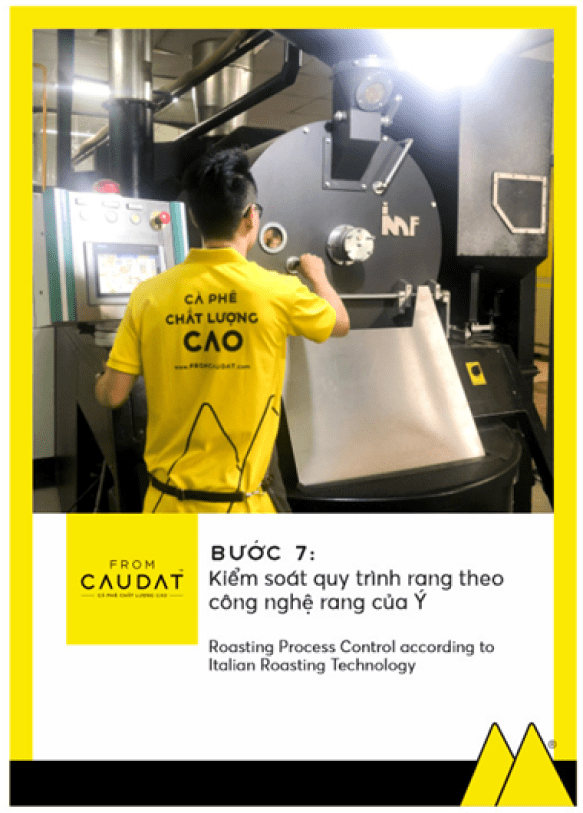 iMF
CÀ PHÊ
CHẤT LƯỢNG
CAO
www.FROMCAUDAT.com
FROM
CAUDAT
CÀ PHÊ CHẤT LƯỢNG CAO
BƯỚC 7:
Kiểm soát quy trình rang theo
công nghệ rang của Ý
Roasting Process Control according to
Italian Roasting Technology
®